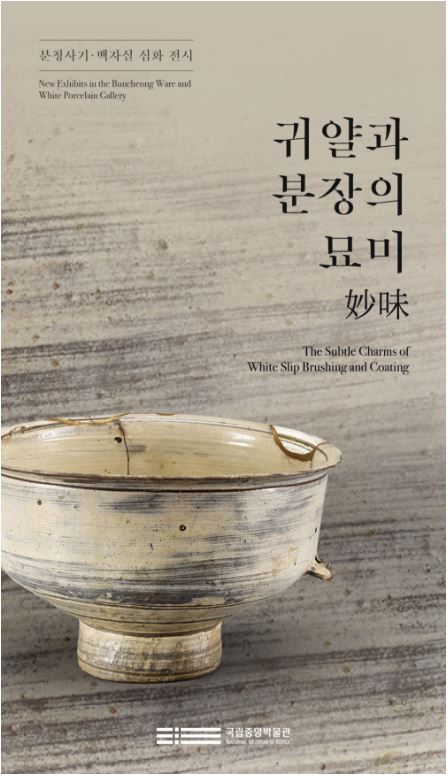 분청사기·백자실 심화 전시
New Exhibits in the Buncheong Ware and
White Porcelain Gallery
귀얄과
분장의
묘미
妙味
The Subtle Charms of
White Slip Brushing and Coating
국립중앙박물관
NATIONAL MUSEUM OF KOREA